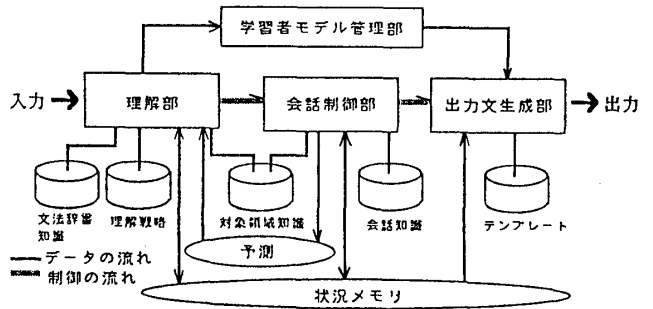 学習者モデル管理部
入力
理解部
会話制御部
出力文生成部
出力
文法辞書
知識
理解戦略
対象領域知識
会話知識
テンプレート
予測
データの流れ
制御の流れ
状況メモリ